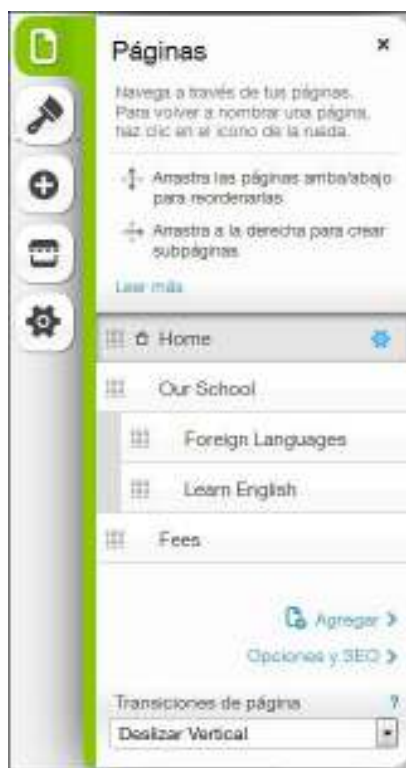 Páginas
Navega a través de tus páginas.
Para volver a nombrar una página,
haz clic en el icono de la rueda.
Arrastra las páginas arriba/abajo
para reordenarlas
Arrastra a la derecha para crear
subpáginas
Leer más
Home
Our School
Foreign Languages
Learn English
Fees
Agregar >
Opciones y SEO >
Transiciones de página ?
Deslizar Vertical